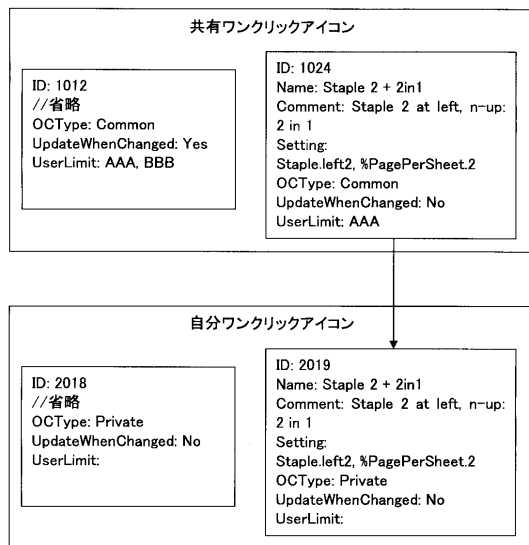 共有ワンクリックアイコン
ID: 1012
//省略
OCType: Common
UpdateWhenChanged: Yes
UserLimit: AAA, BBB
ID: 1024
Name: Staple 2 + 2in1
Comment: Staple 2 at left, n-up:
2 in 1
Setting:
Staple.left2, %PagePerSheet.2
OCType: Common
UpdateWhenChanged: No
UserLimit: AAA
自分ワンクリックアイコン
ID: 2018
//省略
OCType: Private
UpdateWhenChanged: No
UserLimit:
ID: 2019
Name: Staple 2 + 2in1
Comment: Staple 2 at left, n-up:
2 in 1
Setting:
Staple.left2, %PagePerSheet.2
OCType: Private
UpdateWhenChanged: No
UserLimit: